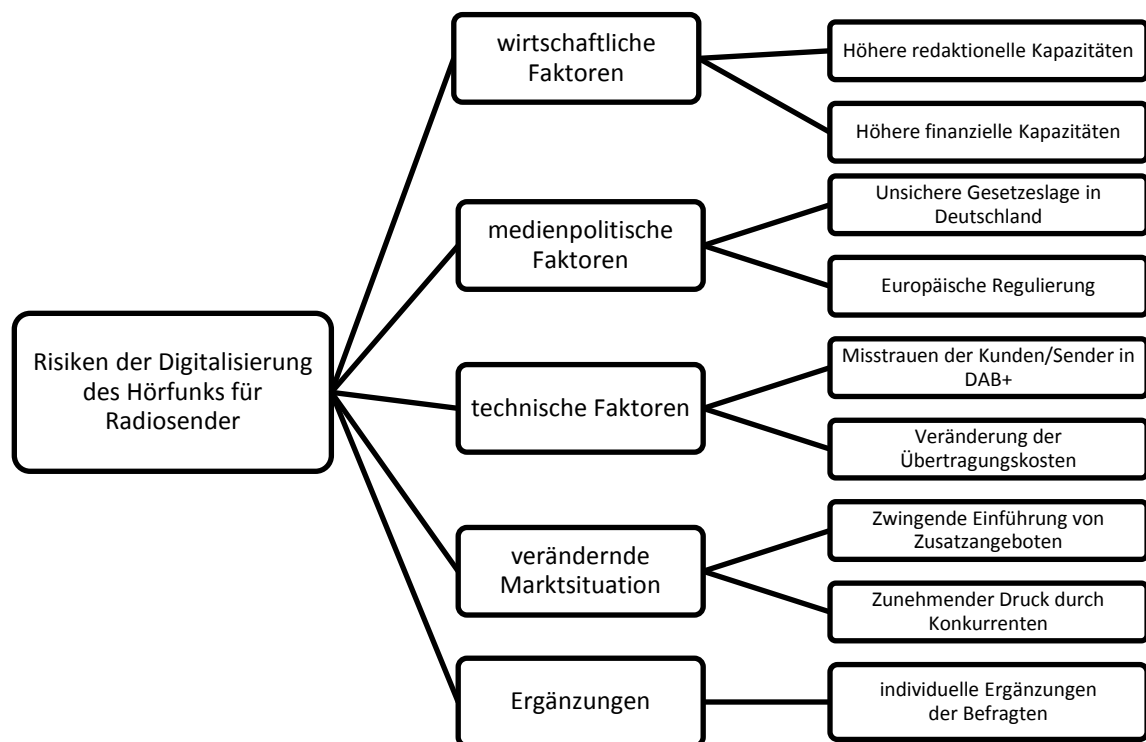 Risiken der Digitalisierung
des Hörfunks für
Radiosender
wirtschaftliche
Faktoren
Höhere redaktionelle Kapazitäten
Höhere finanzielle Kapazitäten
medienpolitische
Faktoren
Unsichere Gesetzeslage in
Deutschland
Europäische Regulierung
technische Faktoren
Misstrauen der Kunden/Sender in
DAB+
Veränderung der
Übertragungskosten
verändernde
Marktsituation
Zwingende Einführung von
Zusatzangeboten
Zunehmender Druck durch
Konkurrenten
Ergänzungen
individuelle Ergänzungen
der Befragten